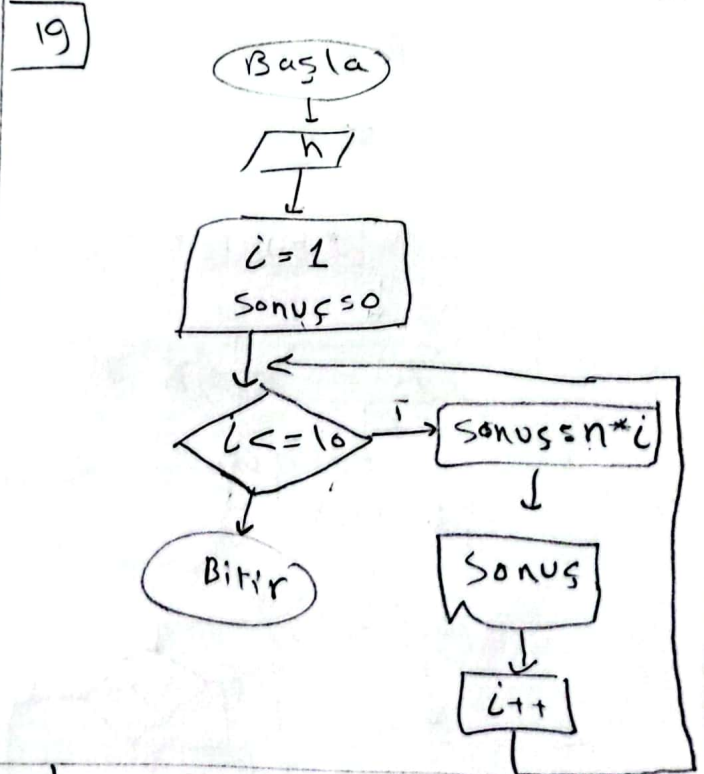 19
Başla
n
i = 1
sonuç = 0
i <= 10
T
sonuç = n * i
Sonuç
Bitir
i++